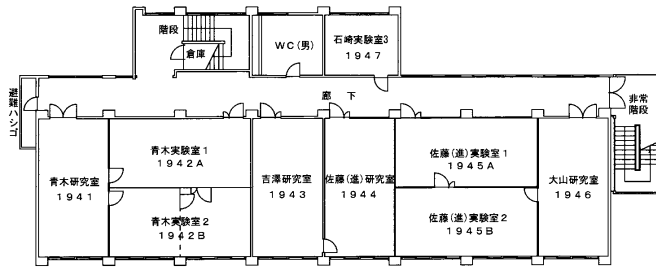 階段
倉庫
WC(男)
石崎実験室3
1947
避難ハシゴ
廊下
非常
階段
青木研究室
1941
青木実験室1
1942A
青木実験室2
1942B
吉澤研究室
1943
佐藤(進)研究室
1944
佐藤(進)実験室1
1945A
佐藤(進)実験室2
1945B
大山研究室
1946